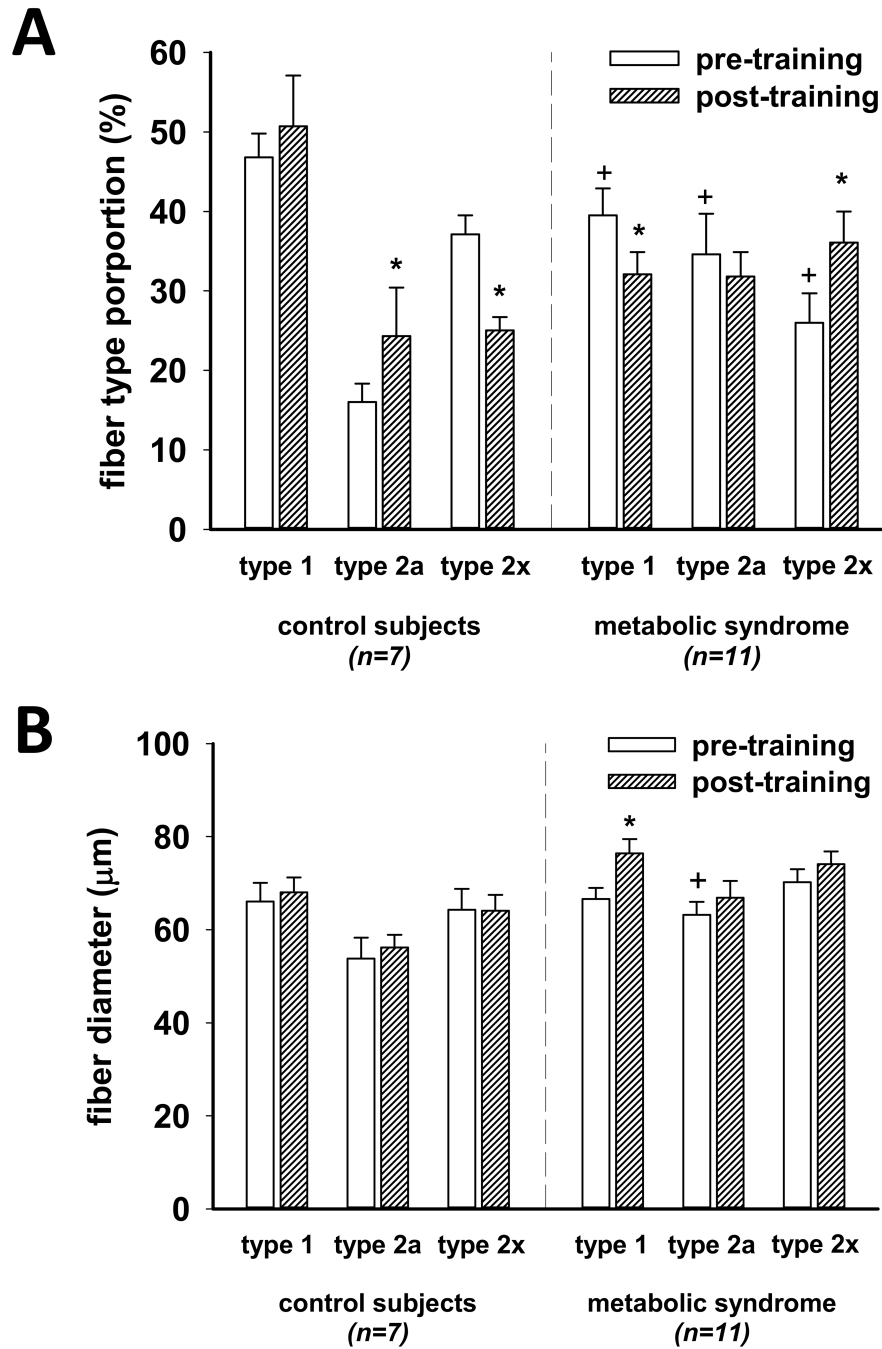 A
60
50
40
30
20
10
0
fiber type porportion (%)
pre-training
post-training
+
*
+
*
*
*
+
*
type 1 type 2a type 2x type 1 type 2a type 2x
control subjects metabolic syndrome
(n=7) (n=11)
B
100
80
60
40
20
0
fiber diameter (μm)
pre-training
post-training
*
+
type 1 type 2a type 2x type 1 type 2a type 2x
control subjects metabolic syndrome
(n=7) (n=11)